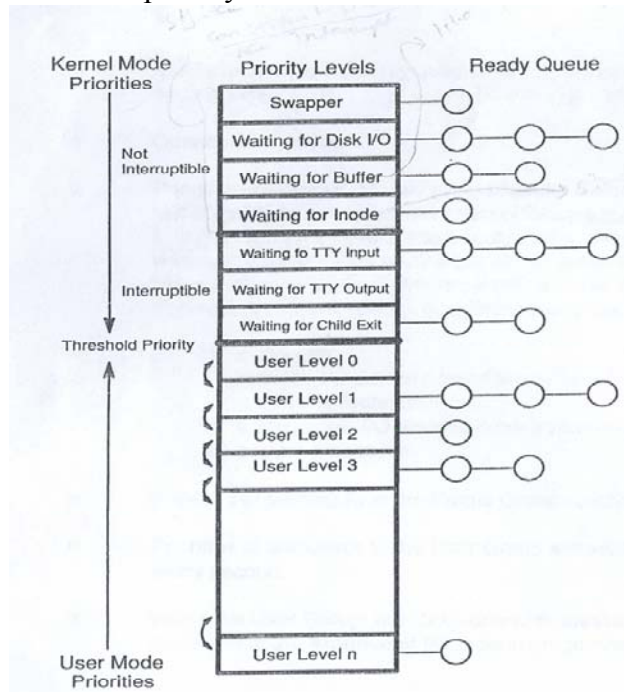 Kernel Mode
Priorities
Priority Levels
Ready Queue
Swapper
Waiting for Disk I/O
Not
Interruptible
Waiting for Buffer
Waiting for Inode
Waiting fo TTY Input
Interruptible
Waiting for TTY Output
Waiting for Child Exit
Threshold Priority
User Level 0
User Level 1
User Level 2
User Level 3
User Level n
User Mode
Priorities